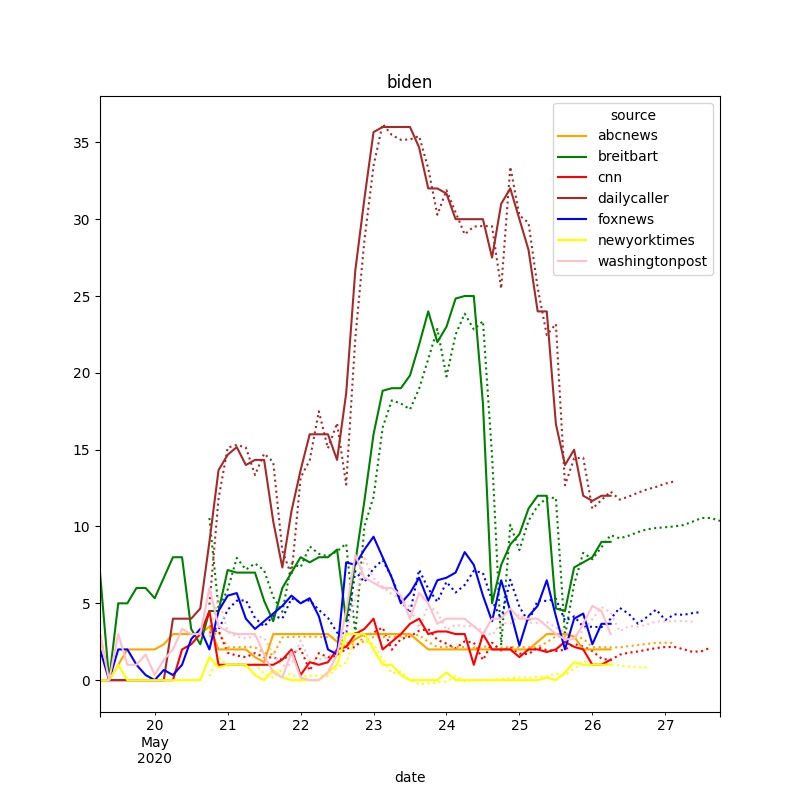 biden
source
abcnews
breitbart
cnn
dailycaller
foxnews
newyorktimes
washingtonpost
35
30
25
20
15
10
5
0
20 21 22 23 24 25 26 27
May
2020
date